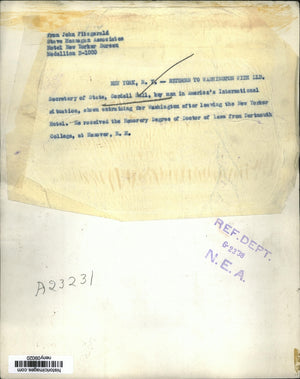 from John Fitzgerald
Steve Hannagan Associates
Hotel New Yorker Bureau
Medallion 3-1000
NEW YORK, N. Y. -- RETURNS TO WASHINGTON WITH LLD.
Secretary of State, Cordell Hull, key man in America's international
situation, shown entraining for Washington after leaving the New Yorker
Hotel. He received the Honorary Degree of Doctor of Laws from Dartmouth
College, at Hanover, N. H.
REF. DEPT.
N. E. A.
A23231
historicimages.com